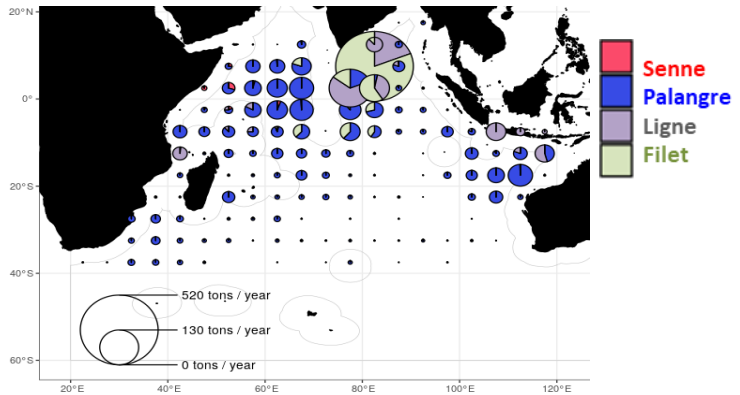 20°N
0°
20°S
40°S
60°S
520 tons / year
130 tons / year
0 tons / year
20°E
40°E
60°E
80°E
100°E
120°E
Senne
Palangre
Ligne
Filet